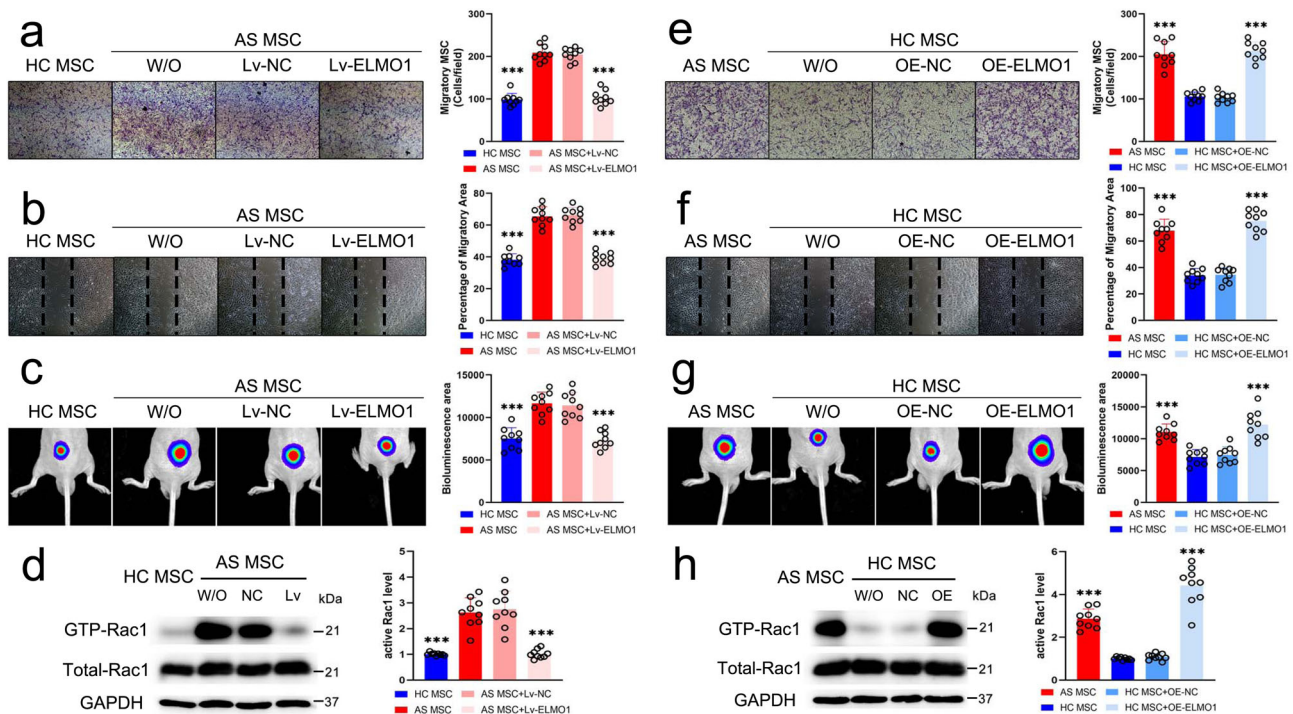 a
AS MSC
HC MSC W/O Lv-NC Lv-ELMO1
Migratory MSC
(Cells/field)
300
200
100
0
***
***
HC MSC AS MSC+Lv-NC
AS MSC AS MSC+Lv-ELMO1
b
AS MSC
HC MSC W/O Lv-NC Lv-ELMO1
Percentage of Migratory Area
80
60
40
20
0
***
***
HC MSC AS MSC+Lv-NC
AS MSC AS MSC+Lv-ELMO1
c
AS MSC
HC MSC W/O Lv-NC Lv-ELMO1
Bioluminescence area
15000
10000
5000
0
***
***
HC MSC AS MSC+Lv-NC
AS MSC AS MSC+Lv-ELMO1
d
AS MSC
HC MSC W/O NC Lv kDa
GTP-Rac1 21
Total-Rac1 21
GAPDH 37
active Rac1 level
5
4
3
2
1
0
***
***
HC MSC AS MSC+Lv-NC
AS MSC AS MSC+Lv-ELMO1
e
HC MSC
AS MSC W/O OE-NC OE-ELMO1
Migratory MSC
(Cells/field)
300
200
100
0
***
***
AS MSC HC MSC+OE-NC
HC MSC HC MSC+OE-ELMO1
f
HC MSC
AS MSC W/O OE-NC OE-ELMO1
Percentage of Migratory Area
100
80
60
40
20
0
***
***
AS MSC HC MSC+OE-NC
HC MSC HC MSC+OE-ELMO1
g
HC MSC
AS MSC W/O OE-NC OE-ELMO1
Bioluminescence area
20000
15000
10000
5000
0
***
***
AS MSC HC MSC+OE-NC
HC MSC HC MSC+OE-ELMO1
h
HC MSC
AS MSC W/O NC OE kDa
GTP-Rac1 21
Total-Rac1 21
GAPDH 37
active Rac1 level
6
4
2
0
***
***
AS MSC HC MSC+OE-NC
HC MSC HC MSC+OE-ELMO1